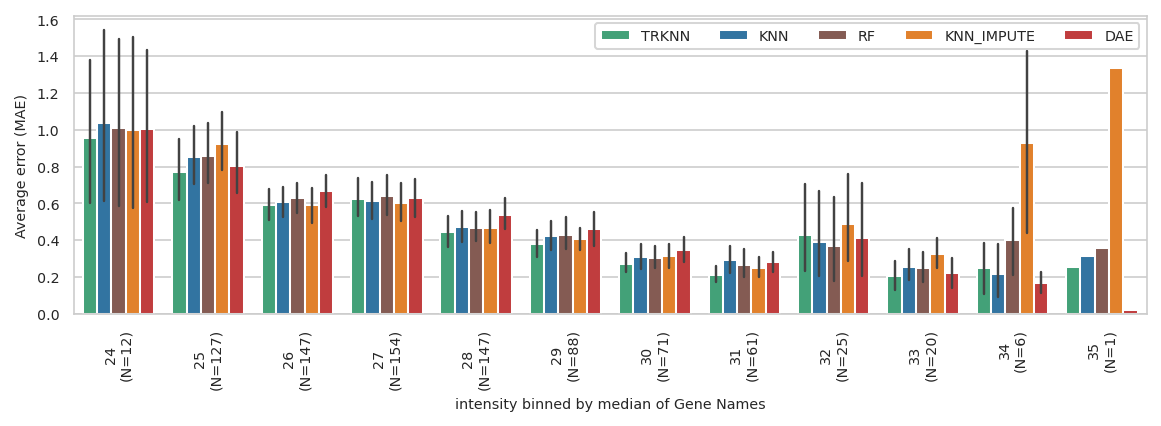 1.6
1.4
1.2
1.0
0.8
0.6
0.4
0.2
0.0
Average error (MAE)
TRKNN KNN RF KNN_IMPUTE DAE
24
(N=12)
25
(N=127)
26
(N=147)
27
(N=154)
28
(N=147)
29
(N=88)
30
(N=71)
31
(N=61)
32
(N=25)
33
(N=20)
34
(N=6)
35
(N=1)
intensity binned by median of Gene Names